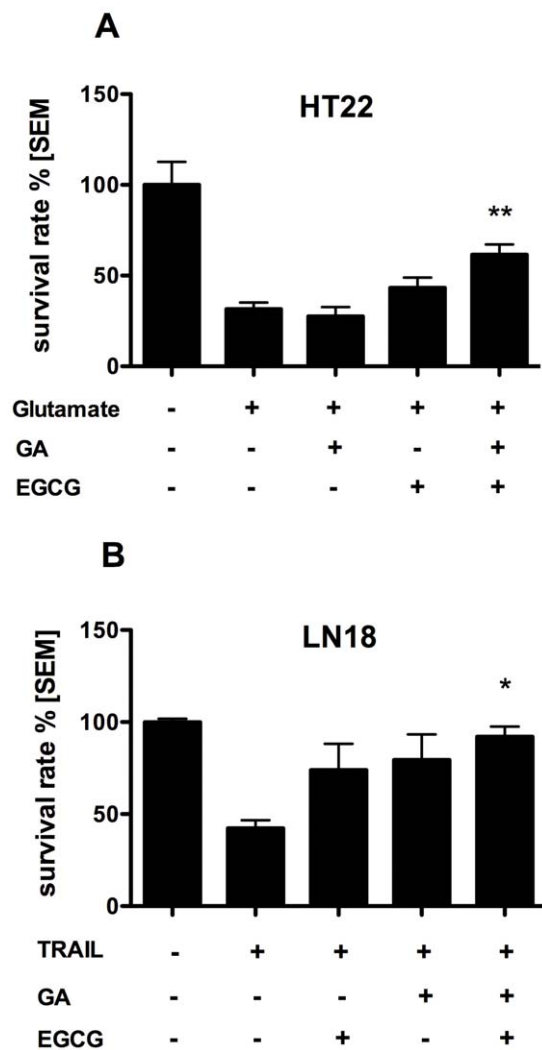 A
HT22
survival rate % [SEM
150
100
50
0
**
Glutamate - + + + +
GA - - + - +
EGCG - - - + +
B
LN18
survival rate % [SEM]
150
100
50
0
*
TRAIL - + + + +
GA - - - + +
EGCG - - + - +